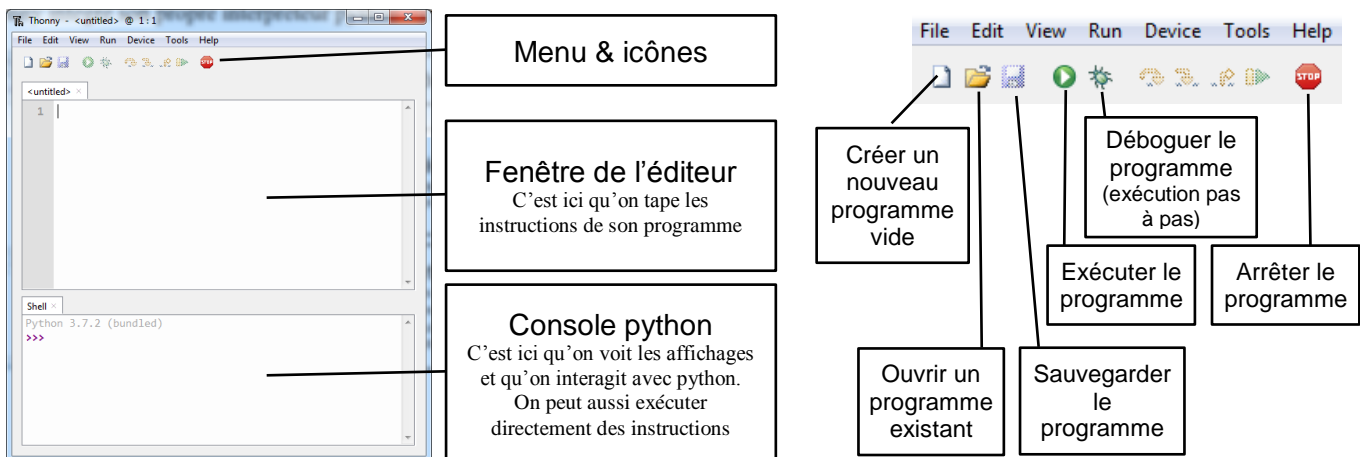 Thonny - <untitled> @ 1:1
File Edit View Run Device Tools Help
STOP
<untitled> ×
1
Shell ×
Python 3.7.2 (bundled)
>>>
Menu & icônes
Fenêtre de l’éditeur
C’est ici qu’on tape les
instructions de son programme
Console python
C’est ici qu’on voit les affichages
et qu’on interagit avec python.
On peut aussi exécuter
directement des instructions
File Edit View Run Device Tools Help
STOP
Créer un
nouveau
programme
vide
Déboguer le
programme
(exécution pas
à pas)
Exécuter le
programme
Arrêter le
programme
Ouvrir un
programme
existant
Sauvegarder
le
programme